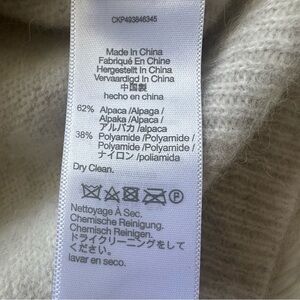 CKP493846345
Made In China
Fabriqué En Chine
Hergestellt In China
Vervaardigd In China
中国製
hecho en china
62% Alpaca /Alpaga /
Alpaka /Alpaca /
アルパカ /alpaca
38% Polyamide /Polyamide /
Polyamide /Polyamide /
ナイロン /poliamida
Dry Clean.
P
Nettoyage À Sec.
Chemische Reinigung.
Chemisch Reinigen.
ドライクリーニングをして
ください。
lavar en seco.